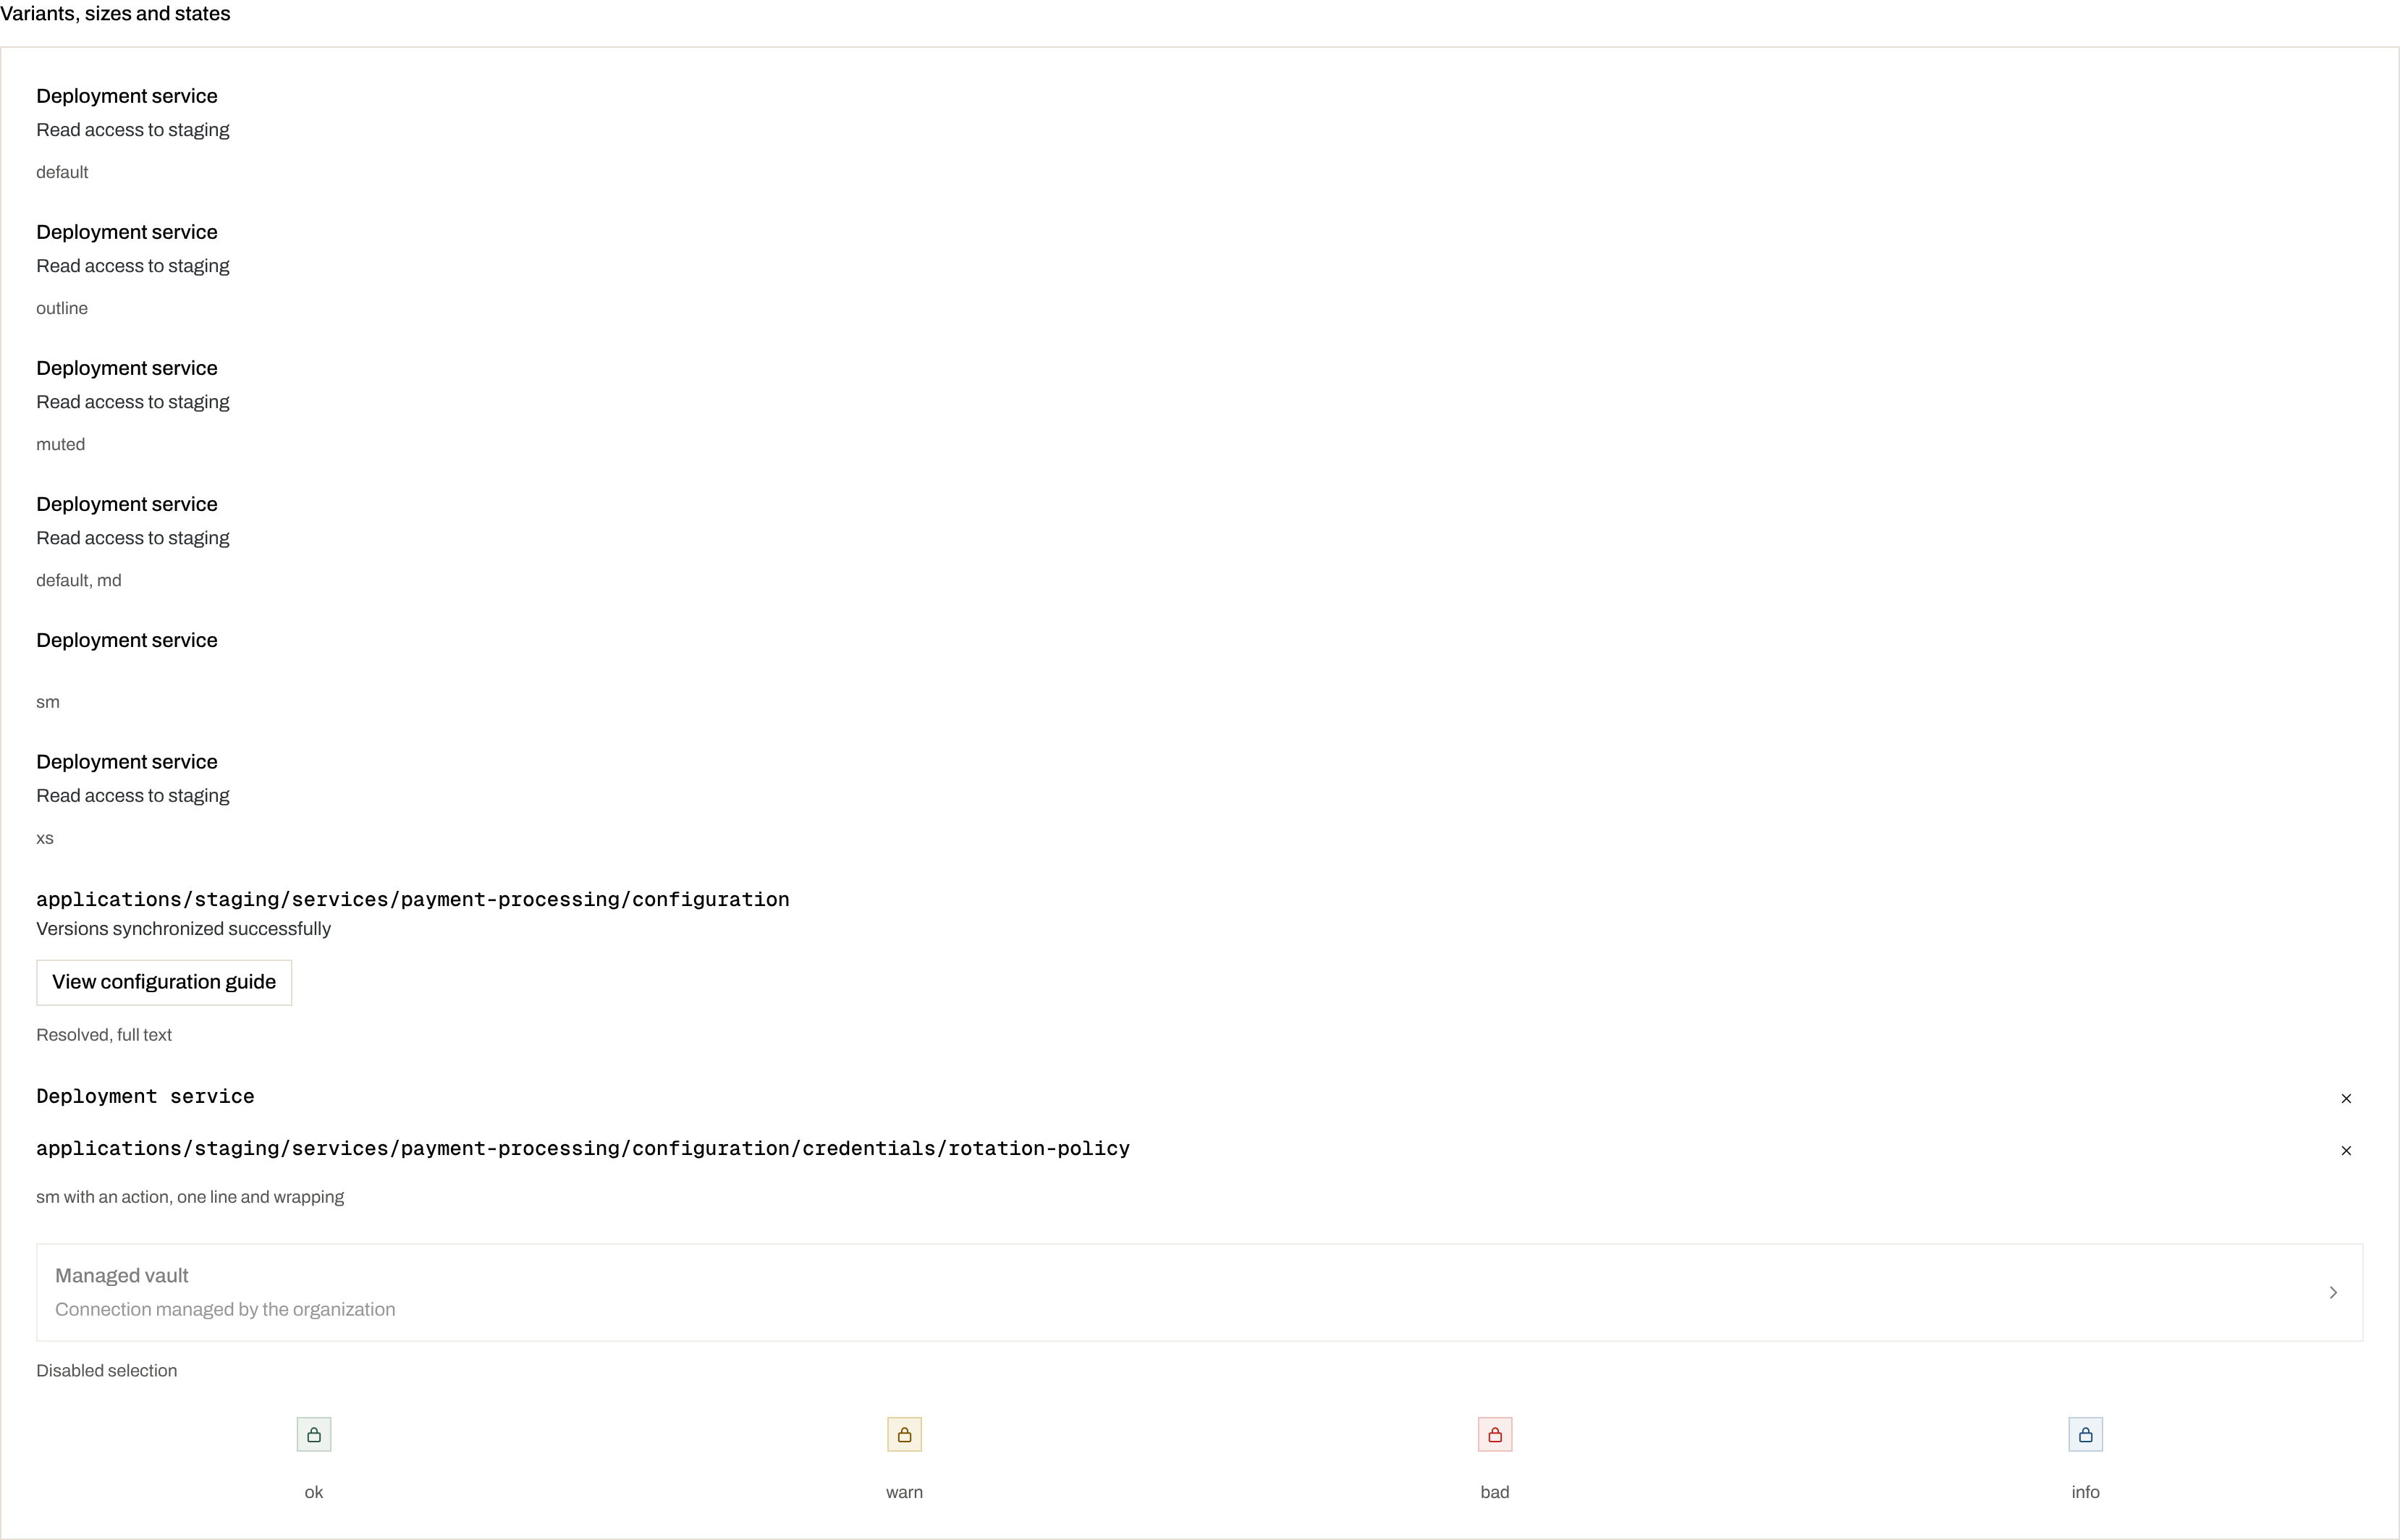 Variants, sizes and states
Deployment service
Read access to staging
default
Deployment service
Read access to staging
outline
Deployment service
Read access to staging
muted
Deployment service
Read access to staging
default, md
Deployment service
sm
Deployment service
Read access to staging
xs
applications/staging/services/payment-processing/configuration
Versions synchronized successfully
View configuration guide
Resolved, full text
Deployment service
applications/staging/services/payment-processing/configuration/credentials/rotation-policy
sm with an action, one line and wrapping
Managed vault
Connection managed by the organization
Disabled selection
ok
warn
bad
info